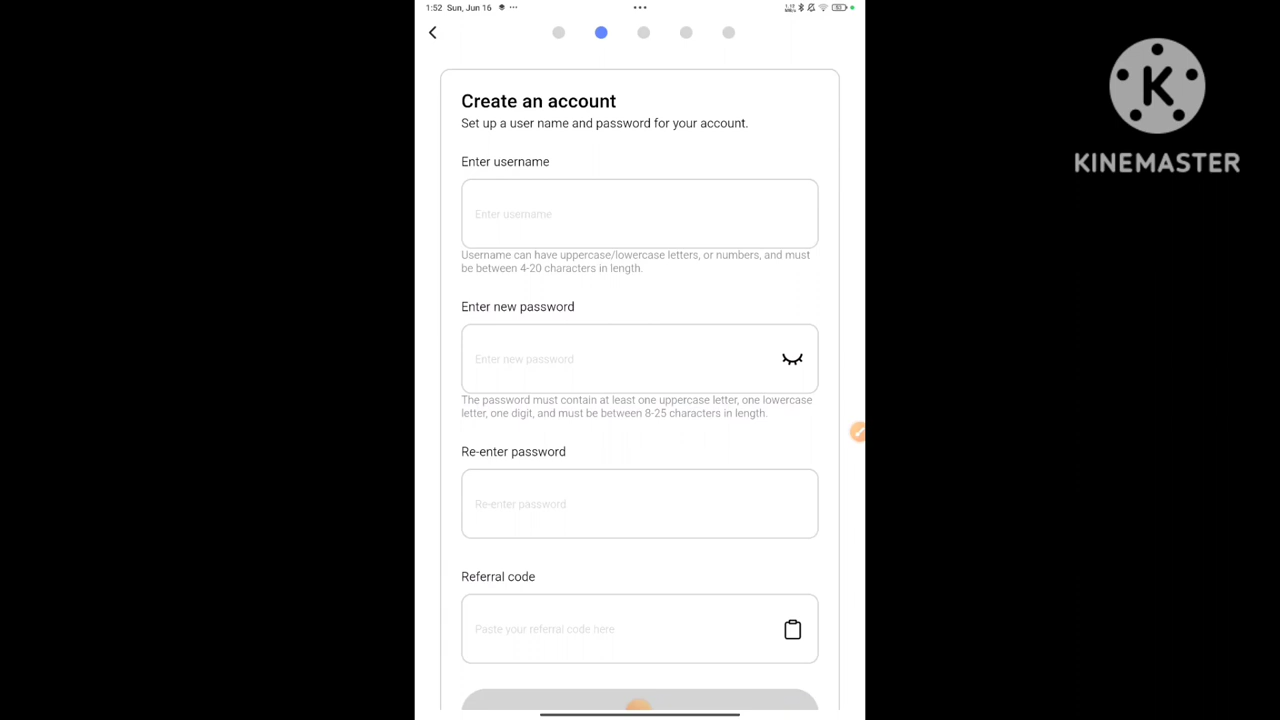 1:52 Sun, Jun 16
Create an account
Set up a user name and password for your account.
Enter username
Enter username
Username can have uppercase/lowercase letters, or numbers, and must
be between 4-20 characters in length.
Enter new password
Enter new password
The password must contain at least one uppercase letter, one lowercase
letter, one digit, and must be between 8-25 characters in length.
Re-enter password
Re-enter password
Referral code
Paste your referral code here
K
KINEMASTER